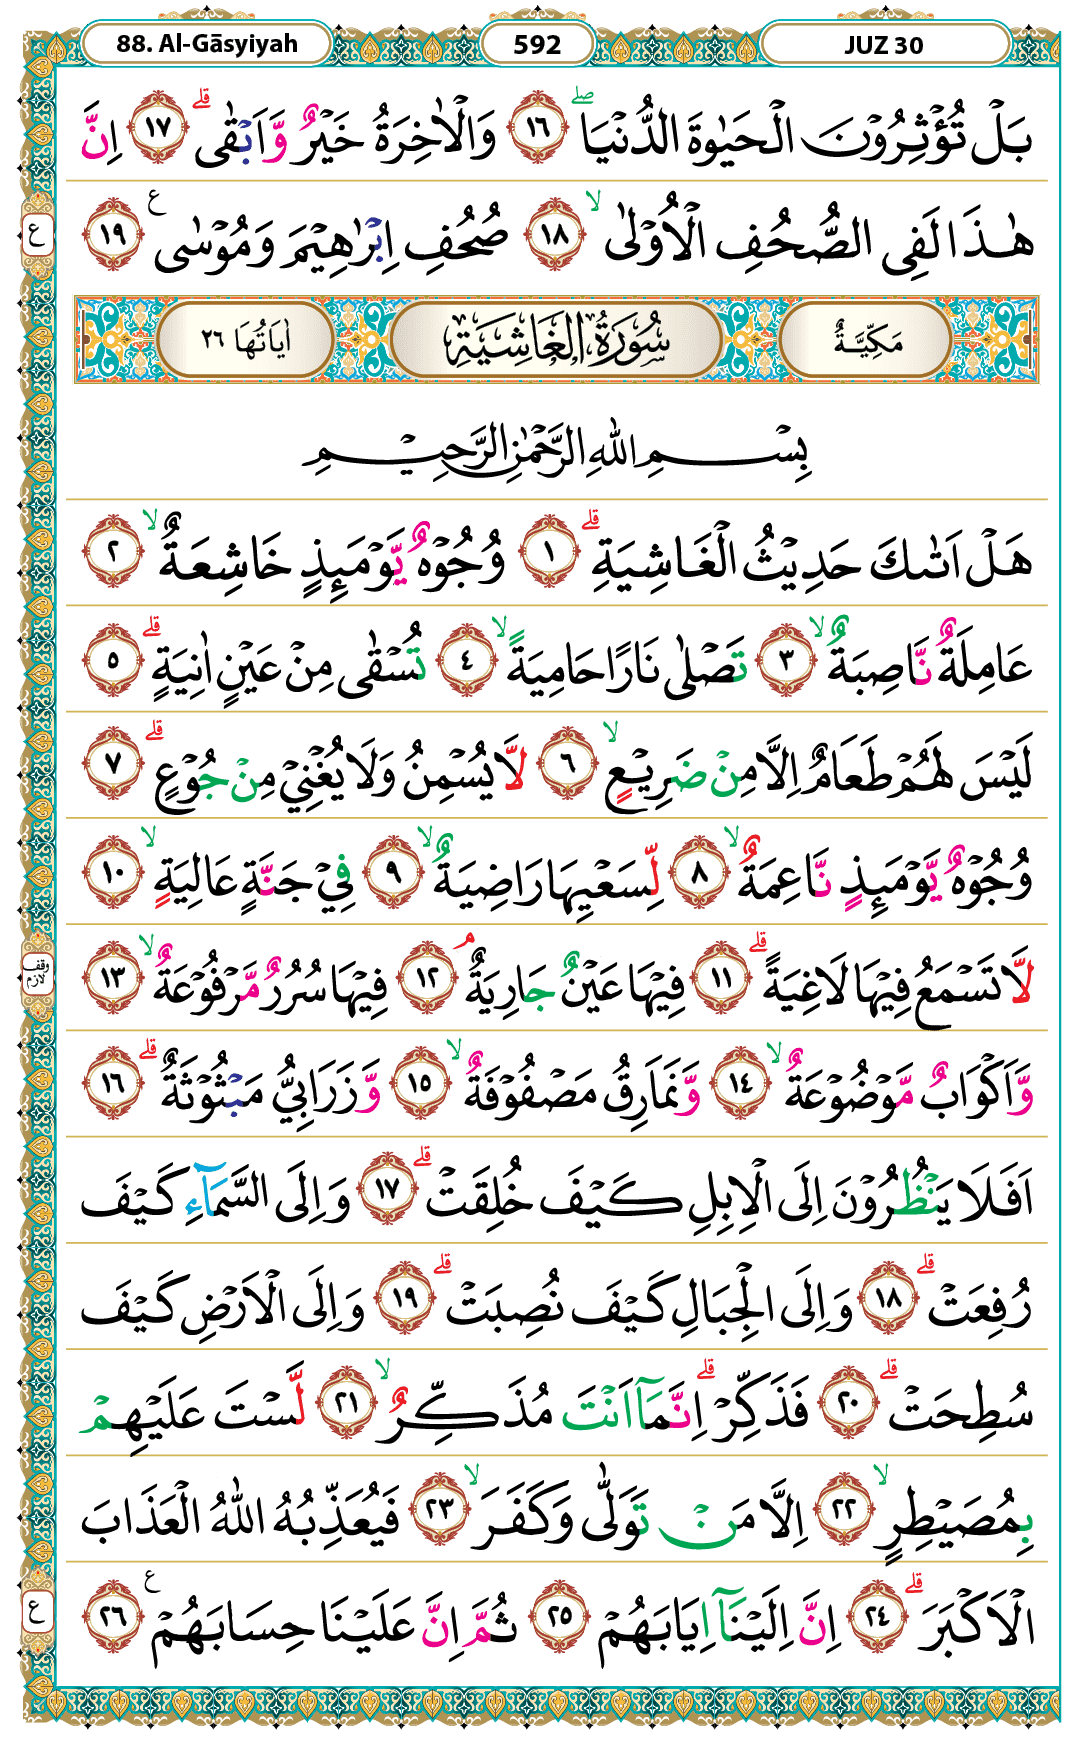 88. Al-Gāsyiyah 592 JUZ 30
بَلْ تُؤْثِرُوْنَ الْحَيٰوةَ الدُّنْيَاۖ ١٦ وَالْاٰخِرَةُ خَيْرٌ وَّاَبْقٰىۗ ١٧ اِنَّ
هٰذَا لَفِى الصُّحُفِ الْاُوْلٰىۙ ١٨ صُحُفِ اِبْرٰهِيْمَ وَمُوْسٰى ࣖ ١٩
ع
مَكِّيَّةٌ سُوْرَةُ الْغَاشِيَةِ اٰيَاتُهَا ٢٦
بِسْمِ اللّٰهِ الرَّحْمٰنِ الرَّحِيْمِ
هَلْ اَتٰىكَ حَدِيْثُ الْغَاشِيَةِۗ ١ وُجُوْهٌ يَّوْمَىِٕذٍ خَاشِعَةٌۙ ٢
عَامِلَةٌ نَّاصِبَةٌۙ ٣ تَصْلٰى نَارًا حَامِيَةًۙ ٤ تُسْقٰى مِنْ عَيْنٍ اٰنِيَةٍۗ ٥
لَيْسَ لَهُمْ طَعَامٌ اِلَّا مِنْ ضَرِيْعٍۙ ٦ لَّا يُسْمِنُ وَلَا يُغْنِيْ مِنْ جُوْعٍۗ ٧
وُجُوْهٌ يَّوْمَىِٕذٍ نَّاعِمَةٌۙ ٨ لِّسَعْيِهَا رَاضِيَةٌۙ ٩ فِيْ جَنَّةٍ عَالِيَةٍۙ ١٠
لَّا تَسْمَعُ فِيْهَا لَاغِيَةًۗ ١١ فِيْهَا عَيْنٌ جَارِيَةٌۘ ١٢ فِيْهَا سُرُرٌ مَّرْفُوْعَةٌۙ ١٣
وقف لازم
وَّاَكْوَابٌ مَّوْضُوْعَةٌۙ ١٤ وَّنَمَارِقُ مَصْفُوْفَةٌۙ ١٥ وَّزَرَابِيُّ مَبْثُوْثَةٌۗ ١٦
اَفَلَا يَنْظُرُوْنَ اِلَى الْاِبِلِ كَيْفَ خُلِقَتْۗ ١٧ وَاِلَى السَّمَاۤءِ كَيْفَ
رُفِعَتْۗ ١٨ وَاِلَى الْجِبَالِ كَيْفَ نُصِبَتْۗ ١٩ وَاِلَى الْاَرْضِ كَيْفَ
سُطِحَتْۗ ٢٠ فَذَكِّرْۗ اِنَّمَآ اَنْتَ مُذَكِّرٌۙ ٢١ لَّسْتَ عَلَيْهِمْ
بِمُصَيْطِرٍۙ ٢٢ اِلَّا مَنْ تَوَلّٰى وَكَفَرَۙ ٢٣ فَيُعَذِّبُهُ اللّٰهُ الْعَذَابَ
الْاَكْبَرَۗ ٢٤ اِنَّ اِلَيْنَآ اِيَابَهُمْ ٢٥ ثُمَّ اِنَّ عَلَيْنَا حِسَابَهُمْ ࣖ ٢٦
ع